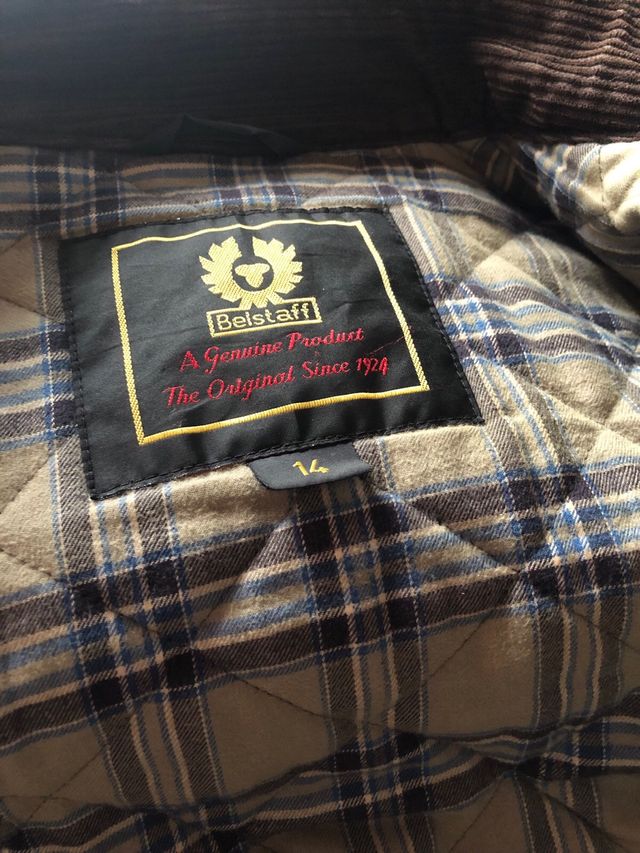 Belstaff
A Genuine Product
The Original Since 1924
14